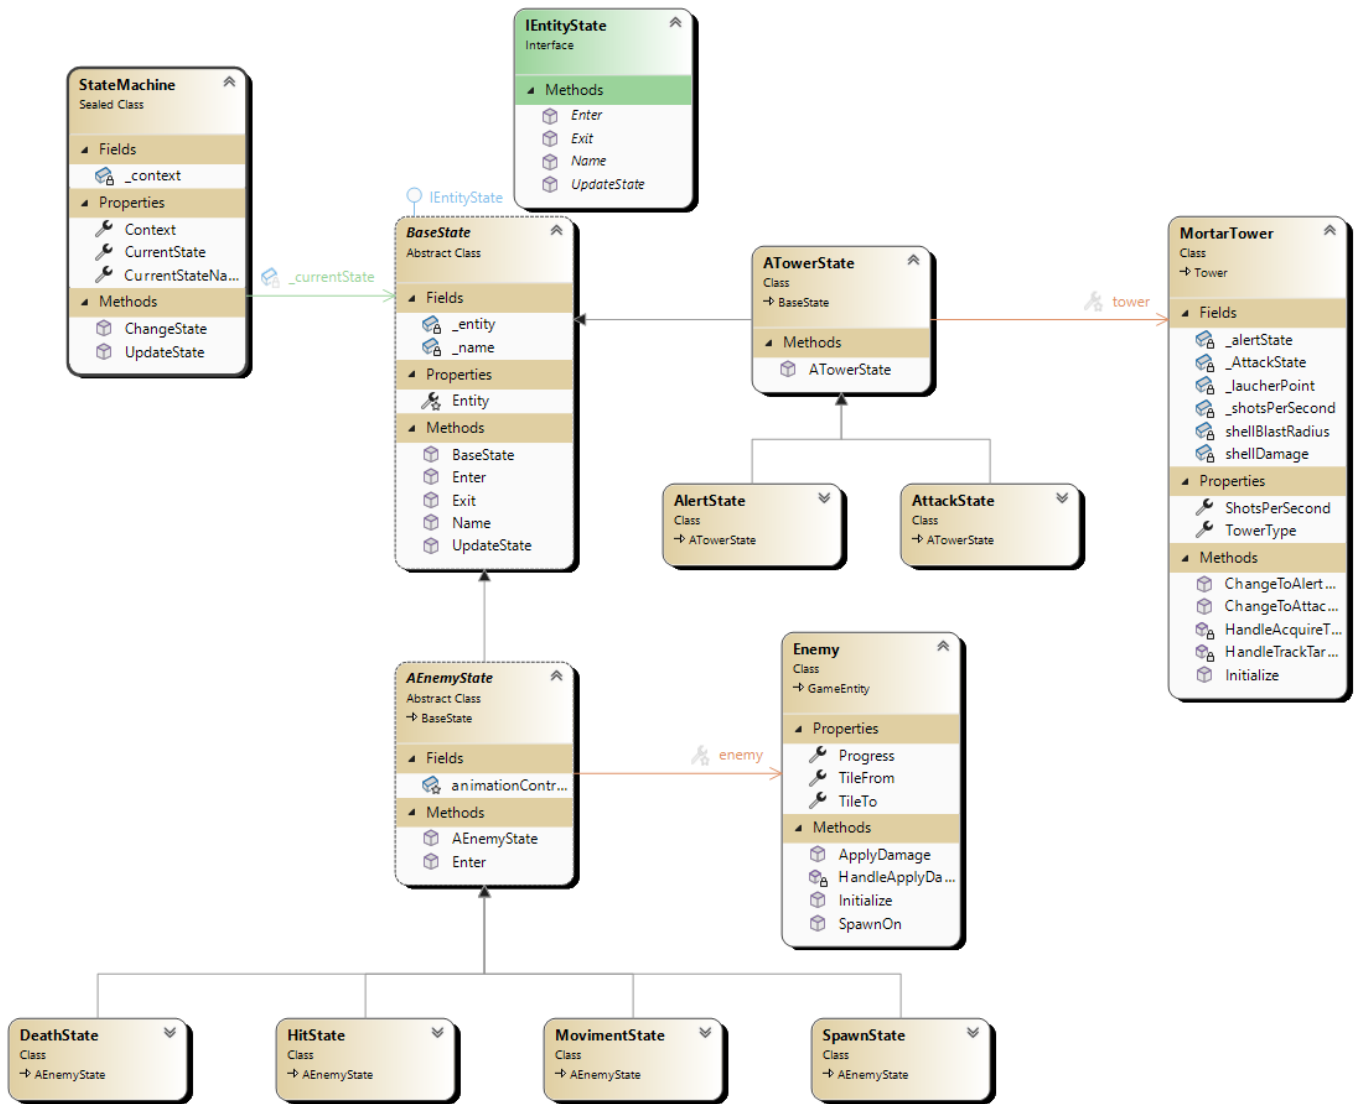 IEntityState
Interface
Methods
Enter
Exit
Name
UpdateState
StateMachine
Sealed Class
Fields
_context
Properties
Context
CurrentState
CurrentStateNa...
Methods
ChangeState
UpdateState
_currentState
IEntityState
BaseState
Abstract Class
Fields
_entity
_name
Properties
Entity
Methods
BaseState
Enter
Exit
Name
UpdateState
ATowerState
Class
BaseState
Methods
ATowerState
tower
MortarTower
Class
Tower
Fields
_alertState
_AttackState
_laucherPoint
_shotsPerSecond
shellBlastRadius
shellDamage
Properties
ShotsPerSecond
TowerType
Methods
ChangeToAlert...
ChangeToAttac...
HandleAcquireT...
HandleTrackTar...
Initialize
AlertState
Class
ATowerState
AttackState
Class
ATowerState
AEnemyState
Abstract Class
BaseState
Fields
animationContr...
Methods
AEnemyState
Enter
enemy
Enemy
Class
GameEntity
Properties
Progress
TileFrom
TileTo
Methods
ApplyDamage
HandleApplyDa...
Initialize
SpawnOn
DeathState
Class
AEnemyState
HitState
Class
AEnemyState
MovimentState
Class
AEnemyState
SpawnState
Class
AEnemyState